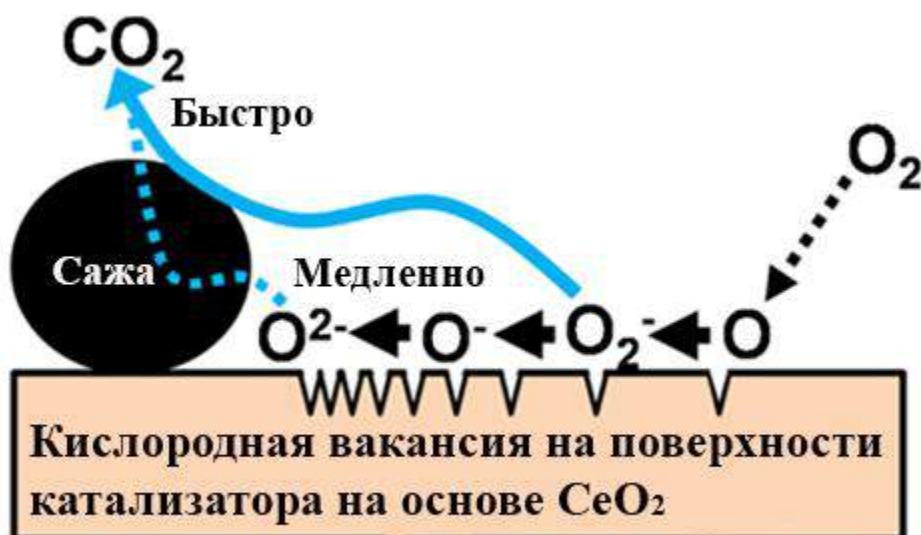 CO₂
Быстро
O₂
Сажа
Медленно
O²⁻ O⁻ O₂⁻ O
Кислородная вакансия на поверхности
катализатора на основе CeO₂